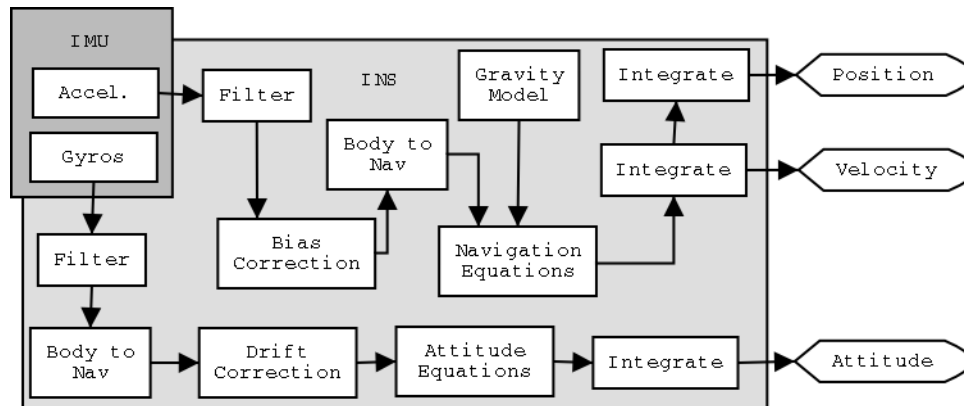 IMU
Accel.
Gyros
INS
Filter
Bias
Correction
Body to
Nav
Gravity
Model
Navigation
Equations
Integrate
Integrate
Position
Velocity
Filter
Body to
Nav
Drift
Correction
Attitude
Equations
Integrate
Attitude